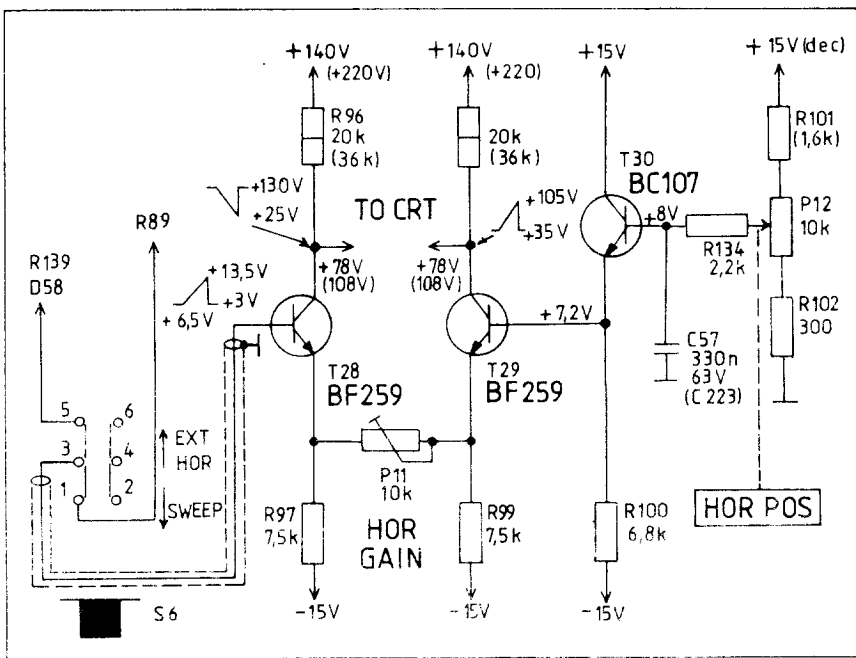 +140V
(+220V)
+140V
(+220)
+15V
+ 15V(dec)
R96
20k
(36k)
20k
(36k)
R101
(1,6k)
T30
BC107
+130V
+25V
TO CRT
+105V
+35V
+8V
P12
10k
R89
R134
2,2k
R139
D58
+13,5V
+3V
+ 6,5V
+78V
(108V)
+78V
(108V)
+7,2V
R102
300
C57
330n
63V
(C223)
T28
BF259
T29
BF259
5
6
3
4
1
2
EXT
HOR
SWEEP
P11
10k
R97
7,5k
HOR
GAIN
R99
7,5k
R100
6,8k
HOR POS
-15V
-15V
-15V
S6